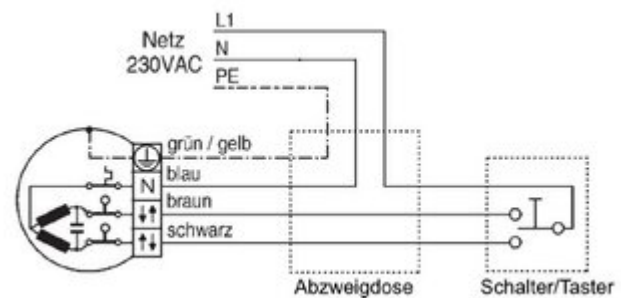 L1
Netz
230VAC
N
PE
grün / gelb
blau
N
braun
↓↑
schwarz
↑↓
Abzweigdose
Schalter/Taster